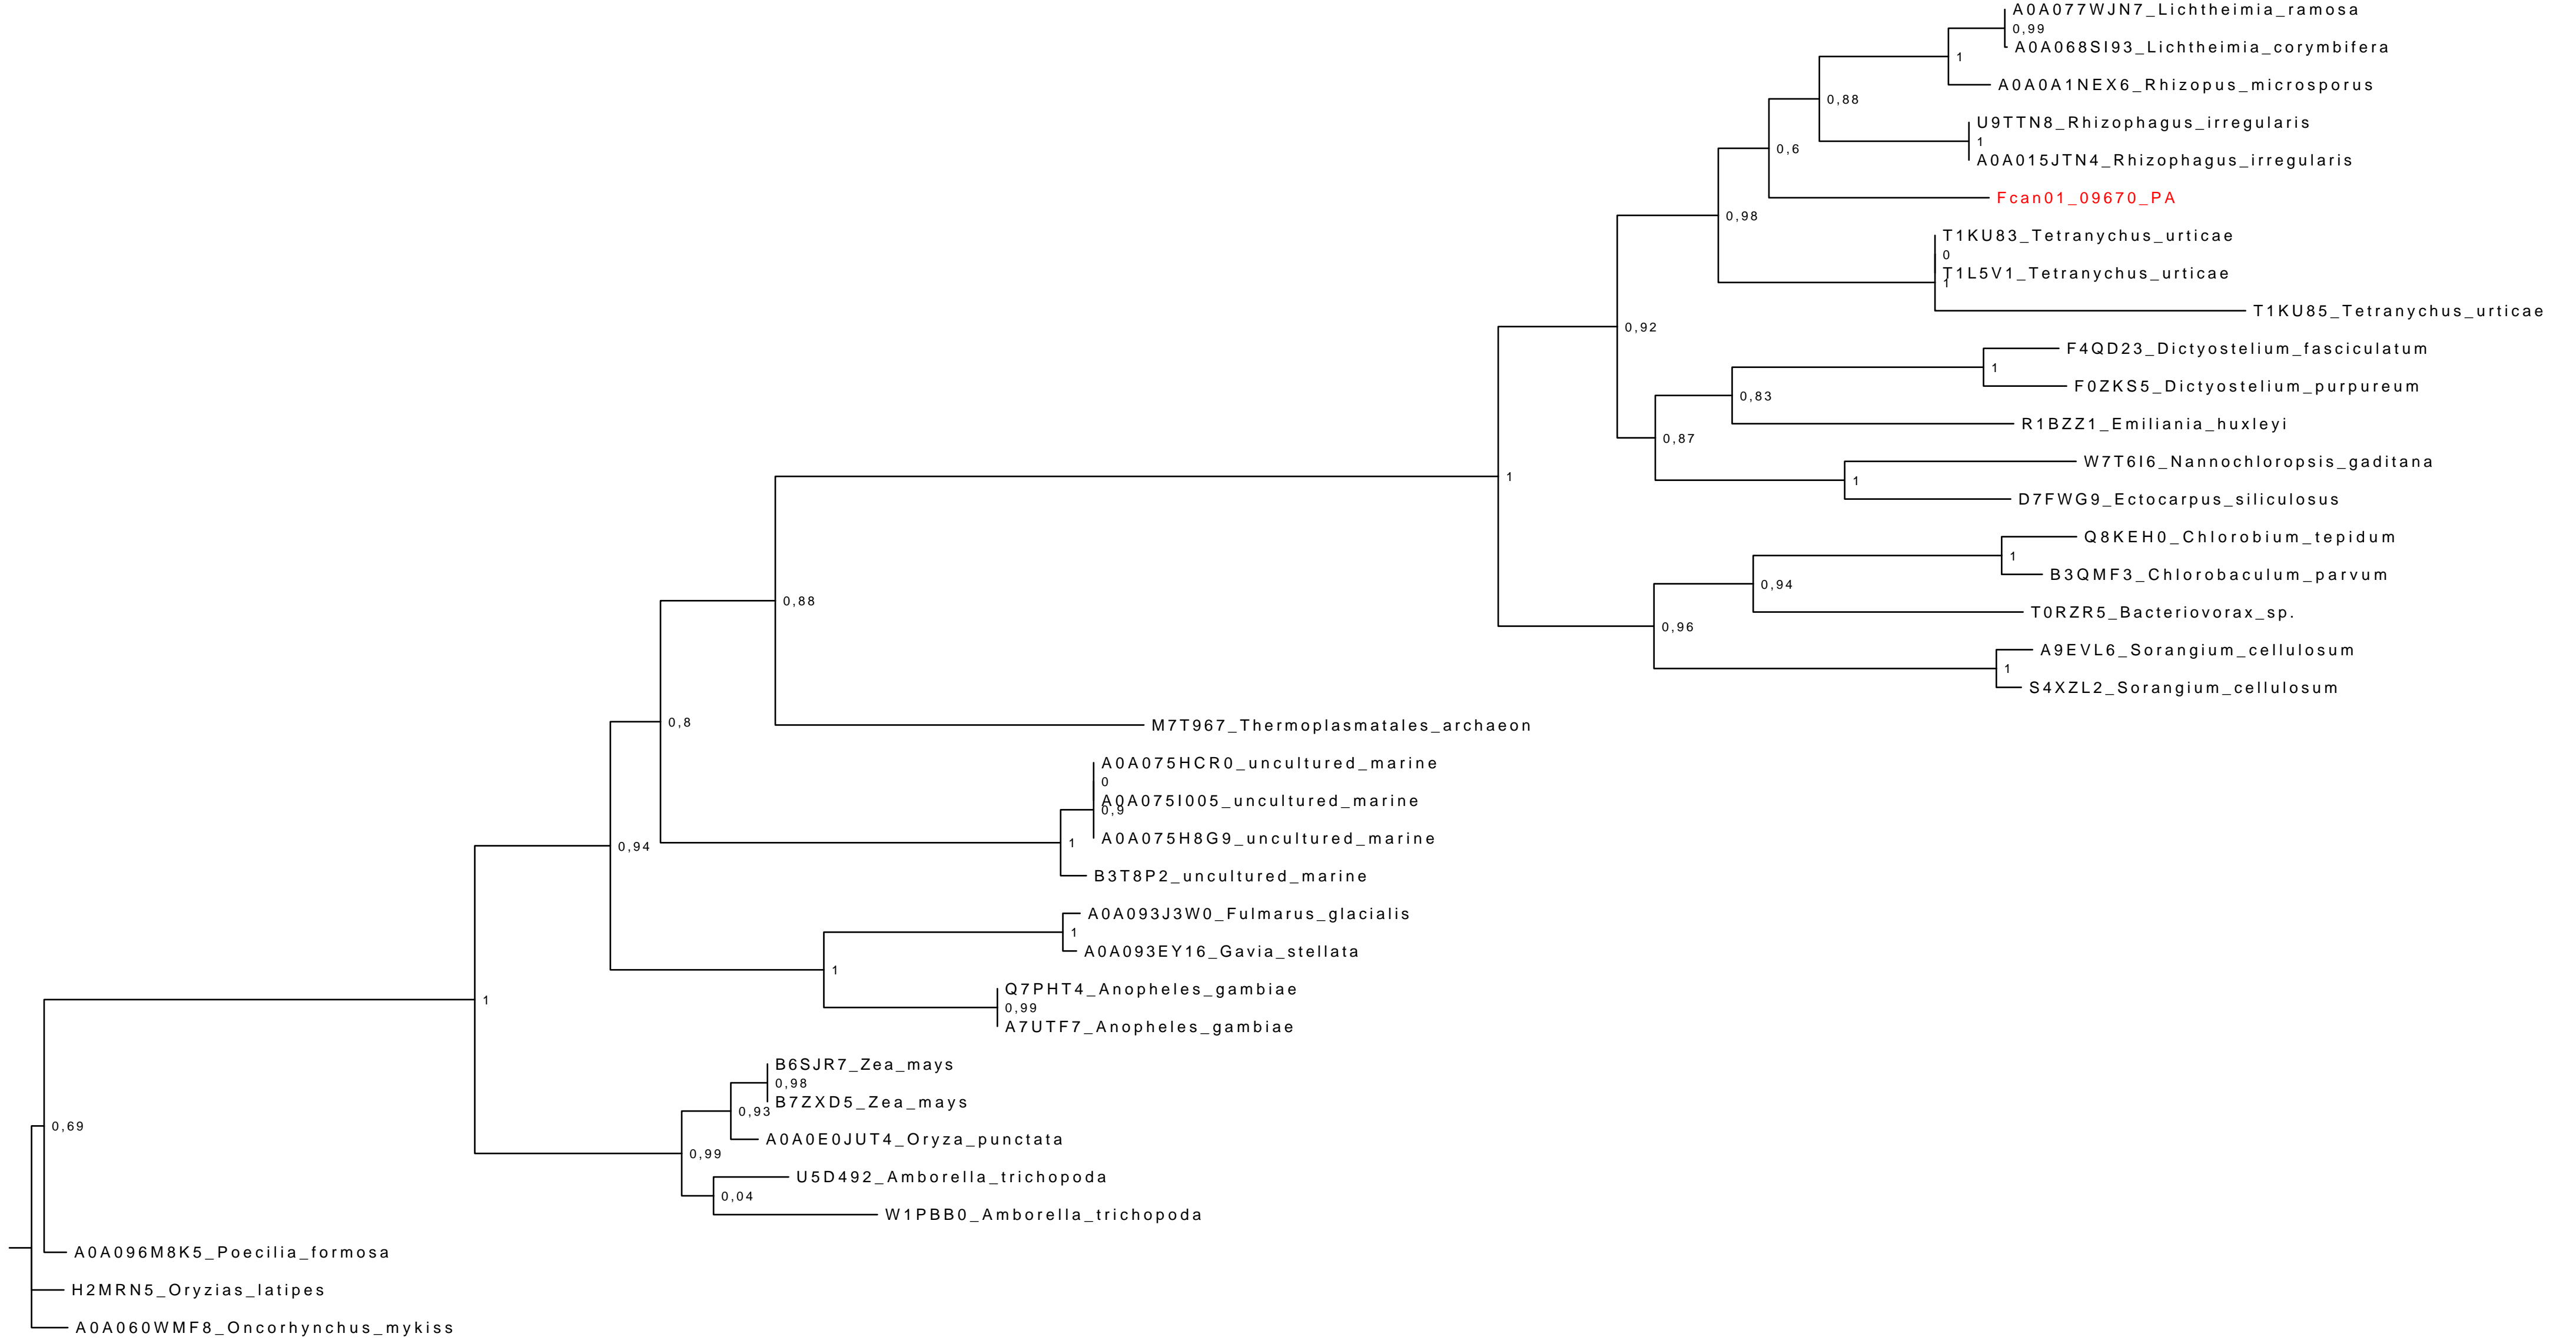 A0A077WJN7_Lichtheimia_ramosa
0,99
A0A068SI93_Lichtheimia_corymbifera
1
A0A0A1NEX6_Rhizopus_microsporus
0,88
U9TTN8_Rhizophagus_irregularis
1
0,6
A0A015JTN4_Rhizophagus_irregularis
Fcan01_09670_PA
0,98
T1KU83_Tetranychus_urticae
0
T1L5V1_Tetranychus_urticae
1
T1KU85_Tetranychus_urticae
0,92
F4QD23_Dictyostelium_fasciculatum
1
F0ZKS5_Dictyostelium_purpureum
0,83
R1BZZ1_Emiliania_huxleyi
0,87
W7T6I6_Nannochloropsis_gaditana
1
1
D7FWG9_Ectocarpus_siliculosus
Q8KEH0_Chlorobium_tepidum
1
B3QMF3_Chlorobaculum_parvum
0,94
0,88
T0RZR5_Bacteriovorax_sp.
0,96
A9EVL6_Sorangium_cellulosum
1
S4XZL2_Sorangium_cellulosum
0,8
M7T967_Thermoplasmatales_archaeon
A0A075HCR0_uncultured_marine
0
A0A075I005_uncultured_marine
0,9
A0A075H8G9_uncultured_marine
1
0,94
B3T8P2_uncultured_marine
A0A093J3W0_Fulmarus_glacialis
1
A0A093EY16_Gavia_stellata
1
Q7PHT4_Anopheles_gambiae
1
0,99
A7UTF7_Anopheles_gambiae
B6SJR7_Zea_mays
0,98
B7ZXD5_Zea_mays
0,93
0,69
A0A0E0JUT4_Oryza_punctata
0,99
U5D492_Amborella_trichopoda
0,04
W1PBB0_Amborella_trichopoda
A0A096M8K5_Poecilia_formosa
H2MRN5_Oryzias_latipes
A0A060WMF8_Oncorhynchus_mykiss